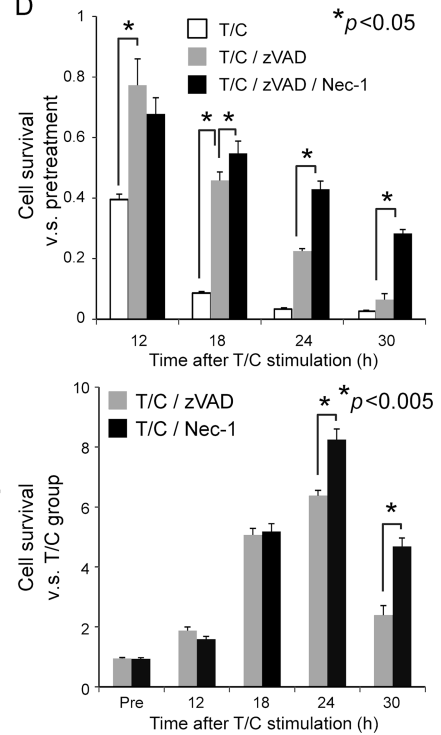 D
*p<0.05
T/C
T/C / zVAD
T/C / zVAD / Nec-1
Cell survival
v.s. pretreatment
1
0.8
0.6
0.4
0.2
0
*
* *
*
*
12 18 24 30
Time after T/C stimulation (h)
T/C / zVAD
T/C / Nec-1
*p<0.005
Cell survival
v.s. T/C group
10
8
6
4
2
0
*
*
Pre 12 18 24 30
Time after T/C stimulation (h)